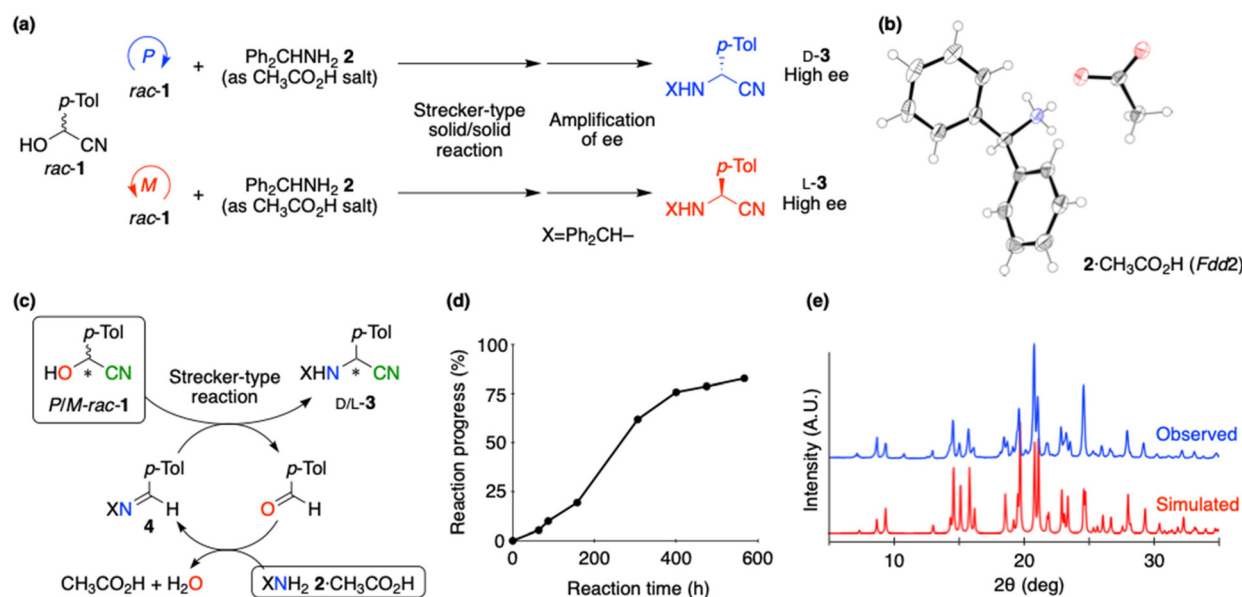 (a)
P
rac-1
+
Ph₂CHNH₂ 2
(as CH₃CO₂H salt)
p-Tol
XHN
CN
D-3
High ee
p-Tol
HO
CN
rac-1
Strecker-type
solid/solid
reaction
Amplification
of ee
M
rac-1
+
Ph₂CHNH₂ 2
(as CH₃CO₂H salt)
X=Ph₂CH–
p-Tol
XHN
CN
L-3
High ee
(b)
2·CH₃CO₂H (Fdd2)
(c)
p-Tol
HO
*
CN
P/M-rac-1
Strecker-type
reaction
p-Tol
XHN
*
CN
D/L-3
p-Tol
XN
H
4
p-Tol
O
H
CH₃CO₂H + H₂O
XNH₂ 2·CH₃CO₂H
(d)
Reaction progress (%)
100
75
50
25
0
0
200
400
600
Reaction time (h)
(e)
Intensity (A. U.)
Observed
Simulated
10
20
30
2θ (deg)